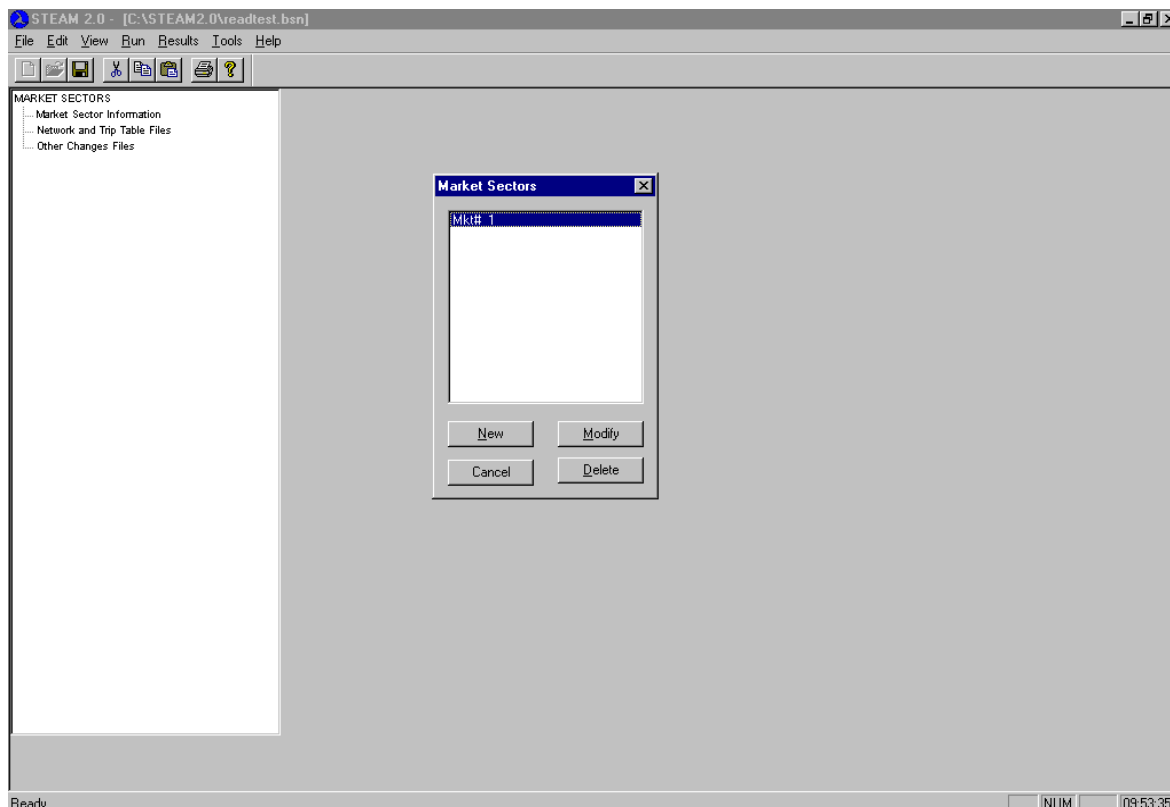 STEAM 2.0 - [C:\STEAM2.0\readtest.bsn]
File Edit View Run Results Tools Help
MARKET SECTORS
Market Sector Information
Network and Trip Table Files
Other Changes Files
Market Sectors
Mkt# 1
New Modify
Cancel Delete
Ready NUM 09:53:35